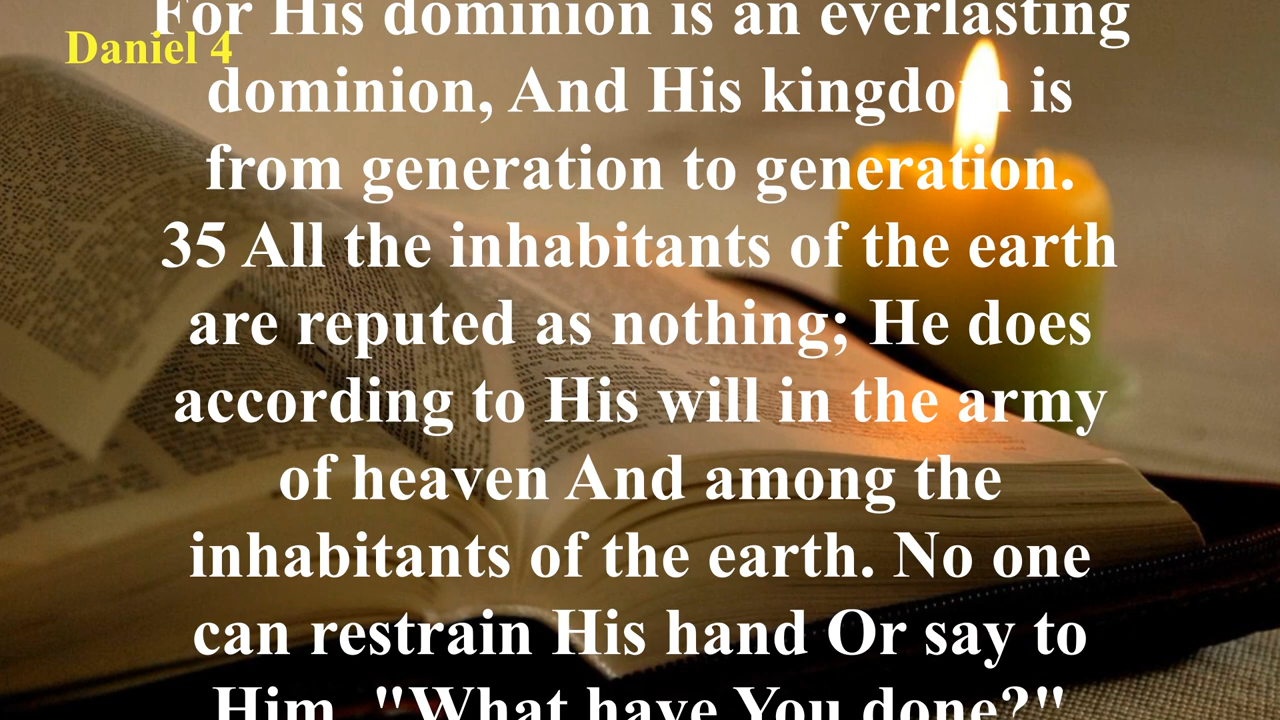 For His dominion is an everlasting
Daniel 4
dominion, And His kingdom is
from generation to generation.
35 All the inhabitants of the earth
are reputed as nothing; He does
according to His will in the army
of heaven And among the
inhabitants of the earth. No one
can restrain His hand Or say to
Him, "What have You done?"